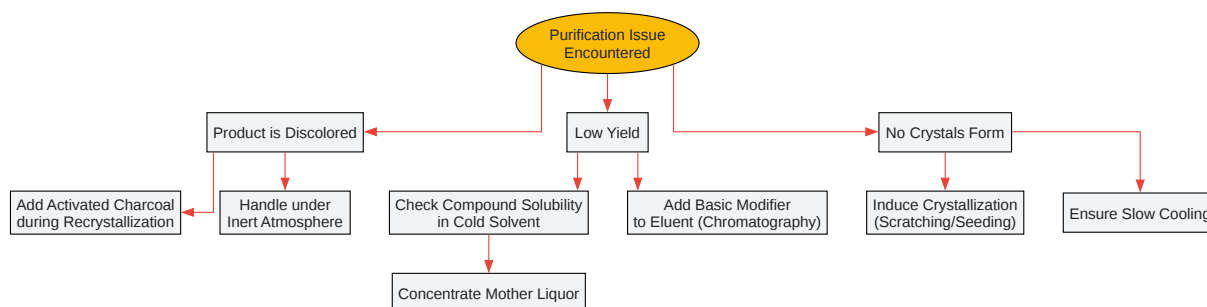 Purification Issue
Encountered
Product is Discolored
Low Yield
No Crystals Form
Add Activated Charcoal
during Recrystallization
Handle under
Inert Atmosphere
Check Compound Solubility
in Cold Solvent
Add Basic Modifier
to Eluent (Chromatography)
Induce Crystallization
(Scratching/Seeding)
Ensure Slow Cooling
Concentrate Mother Liquor